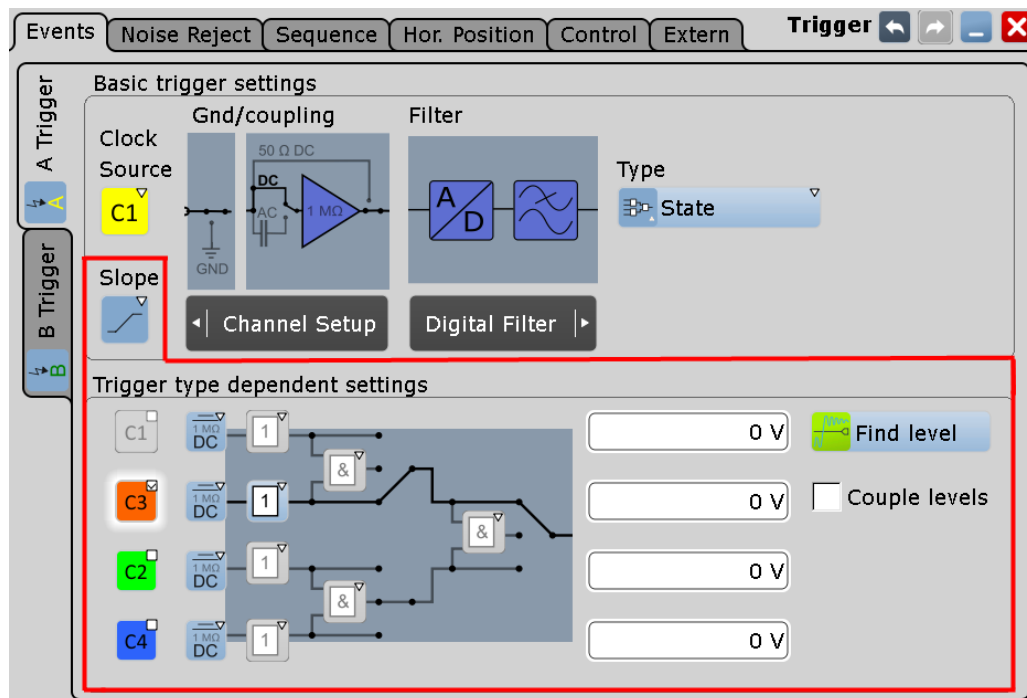 Events Noise Reject Sequence Hor. Position Control Extern Trigger
A Trigger
A
B Trigger
B
Basic trigger settings
Gnd/coupling Filter
Clock
Source
C1
50 Ω DC
DC
AC
1 MΩ
GND
A
D
Type
State
Slope
Channel Setup Digital Filter
Trigger type dependent settings
C1 1 MΩ DC 1 0 V Find level
&
C3 1 MΩ DC 1 0 V Couple levels
&
C2 1 MΩ DC 1 0 V
&
C4 1 MΩ DC 1 0 V